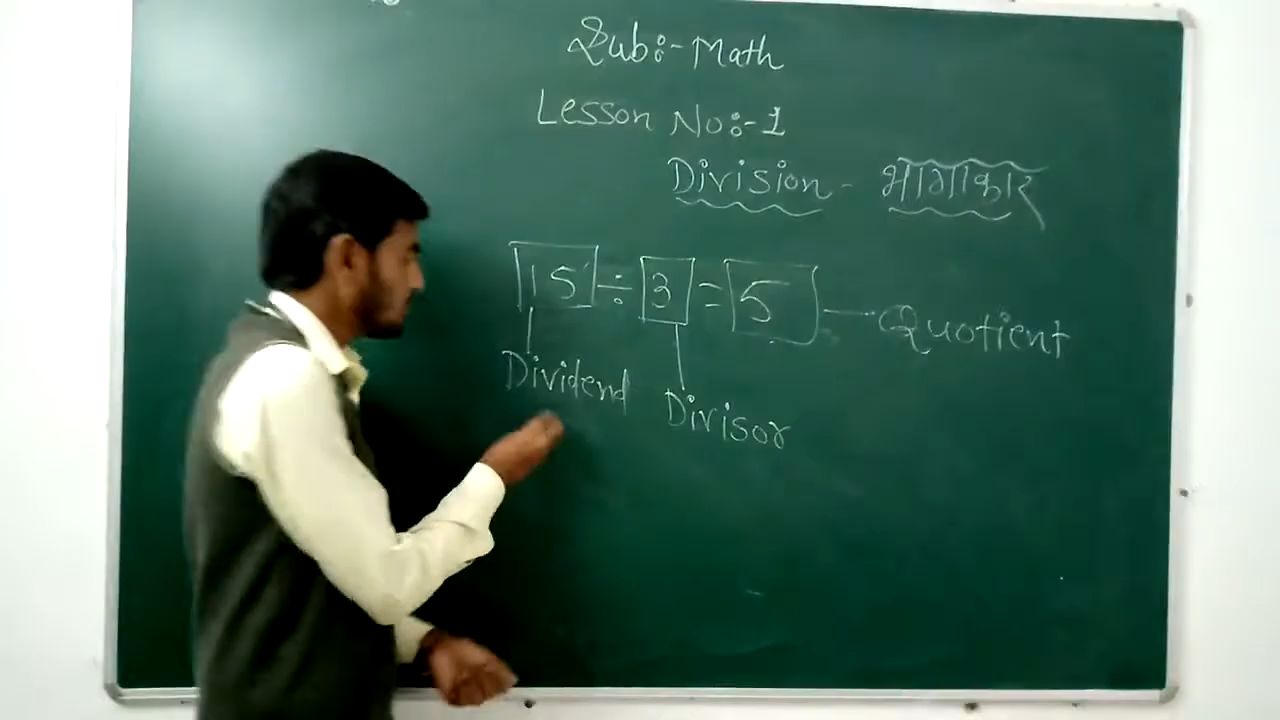 Sub:- Math
Lesson No:- 1
Division - भागाकार
15 ÷ 3 = 5 — Quotient
Dividend Divisor